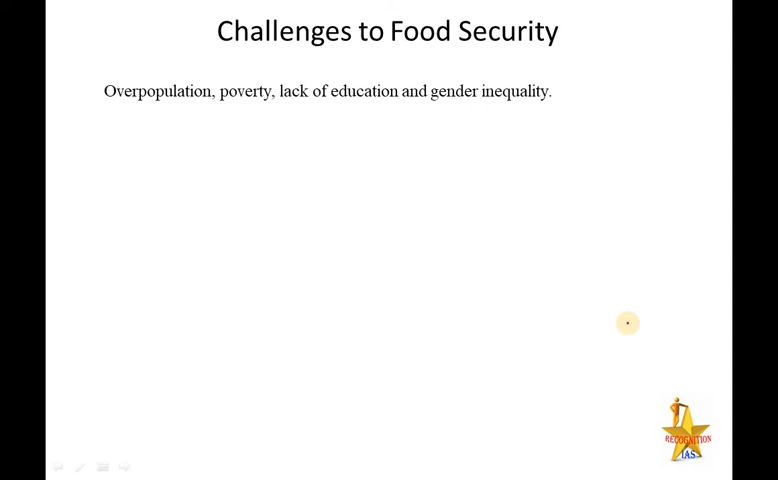 Challenges to Food Security
Overpopulation, poverty, lack of education and gender inequality.
RECOGNITION
IAS